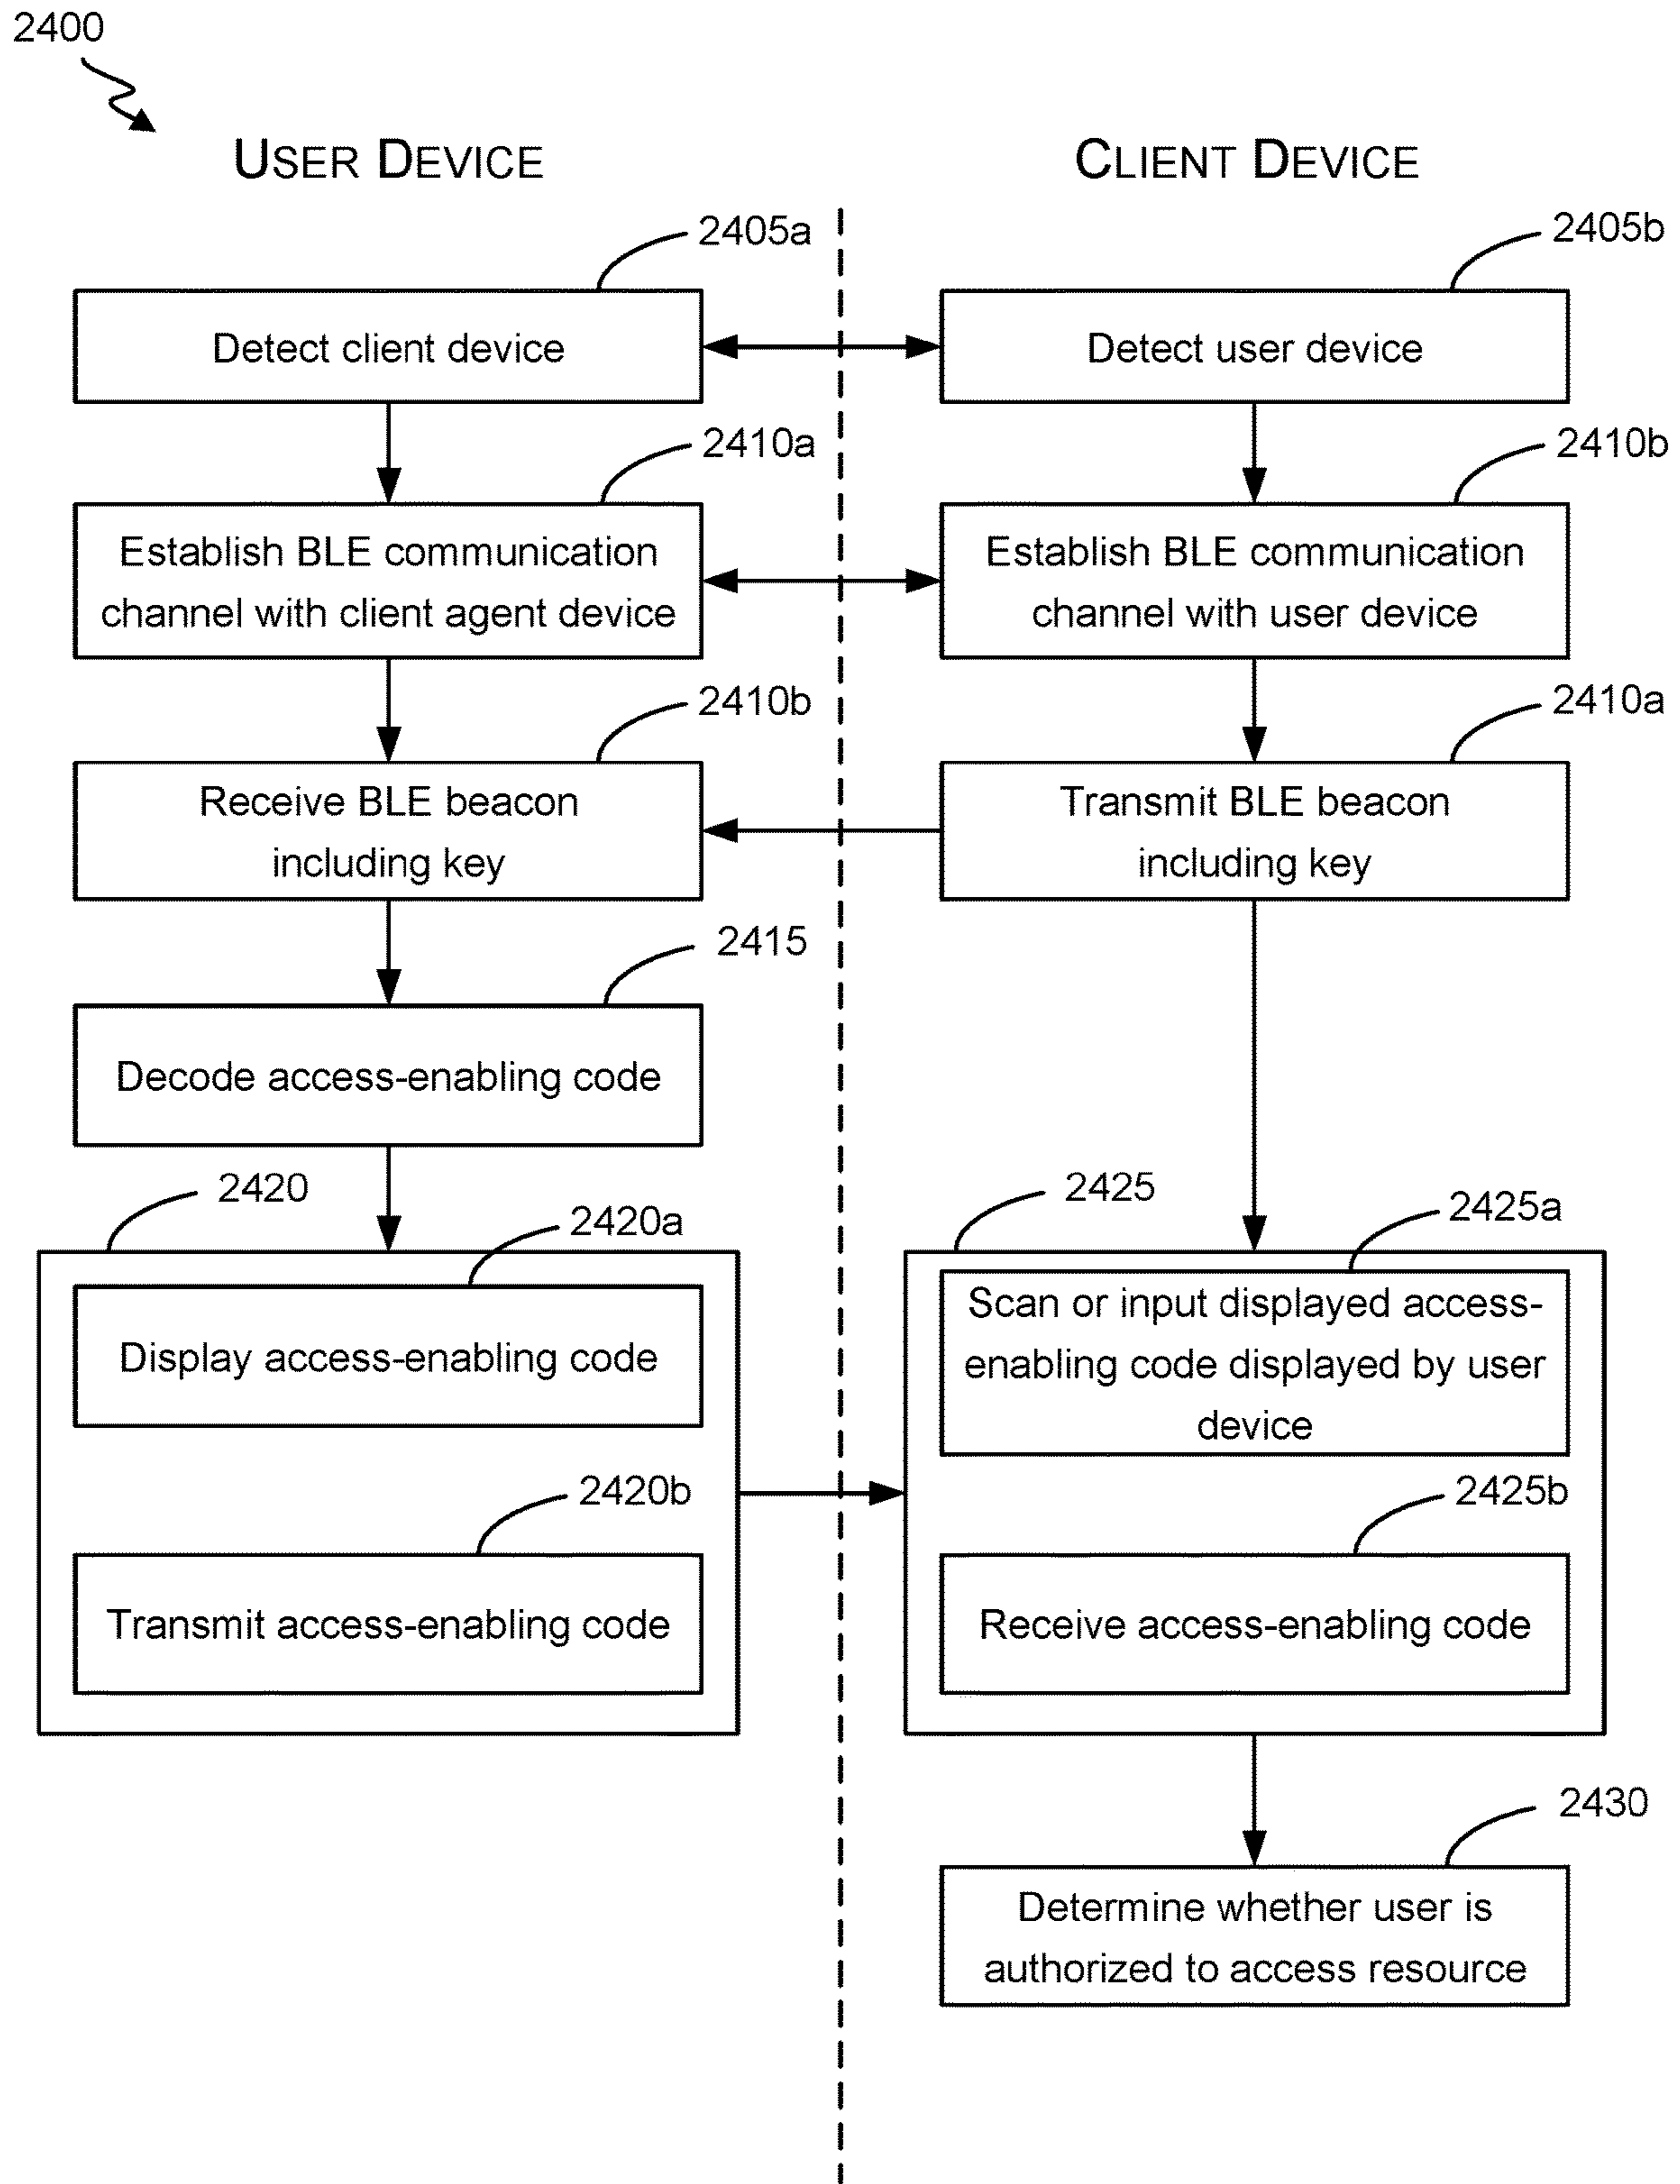 2400
USER DEVICE
CLIENT DEVICE
2405a
2405b
Detect client device
Detect user device
2410a
2410b
Establish BLE communication
channel with client agent device
Establish BLE communication
channel with user device
2410b
2410a
Receive BLE beacon
including key
Transmit BLE beacon
including key
2415
Decode access-enabling code
2420
2420a
Display access-enabling code
2420b
Transmit access-enabling code
2425
2425a
Scan or input displayed access-
enabling code displayed by user
device
2425b
Receive access-enabling code
2430
Determine whether user is
authorized to access resource